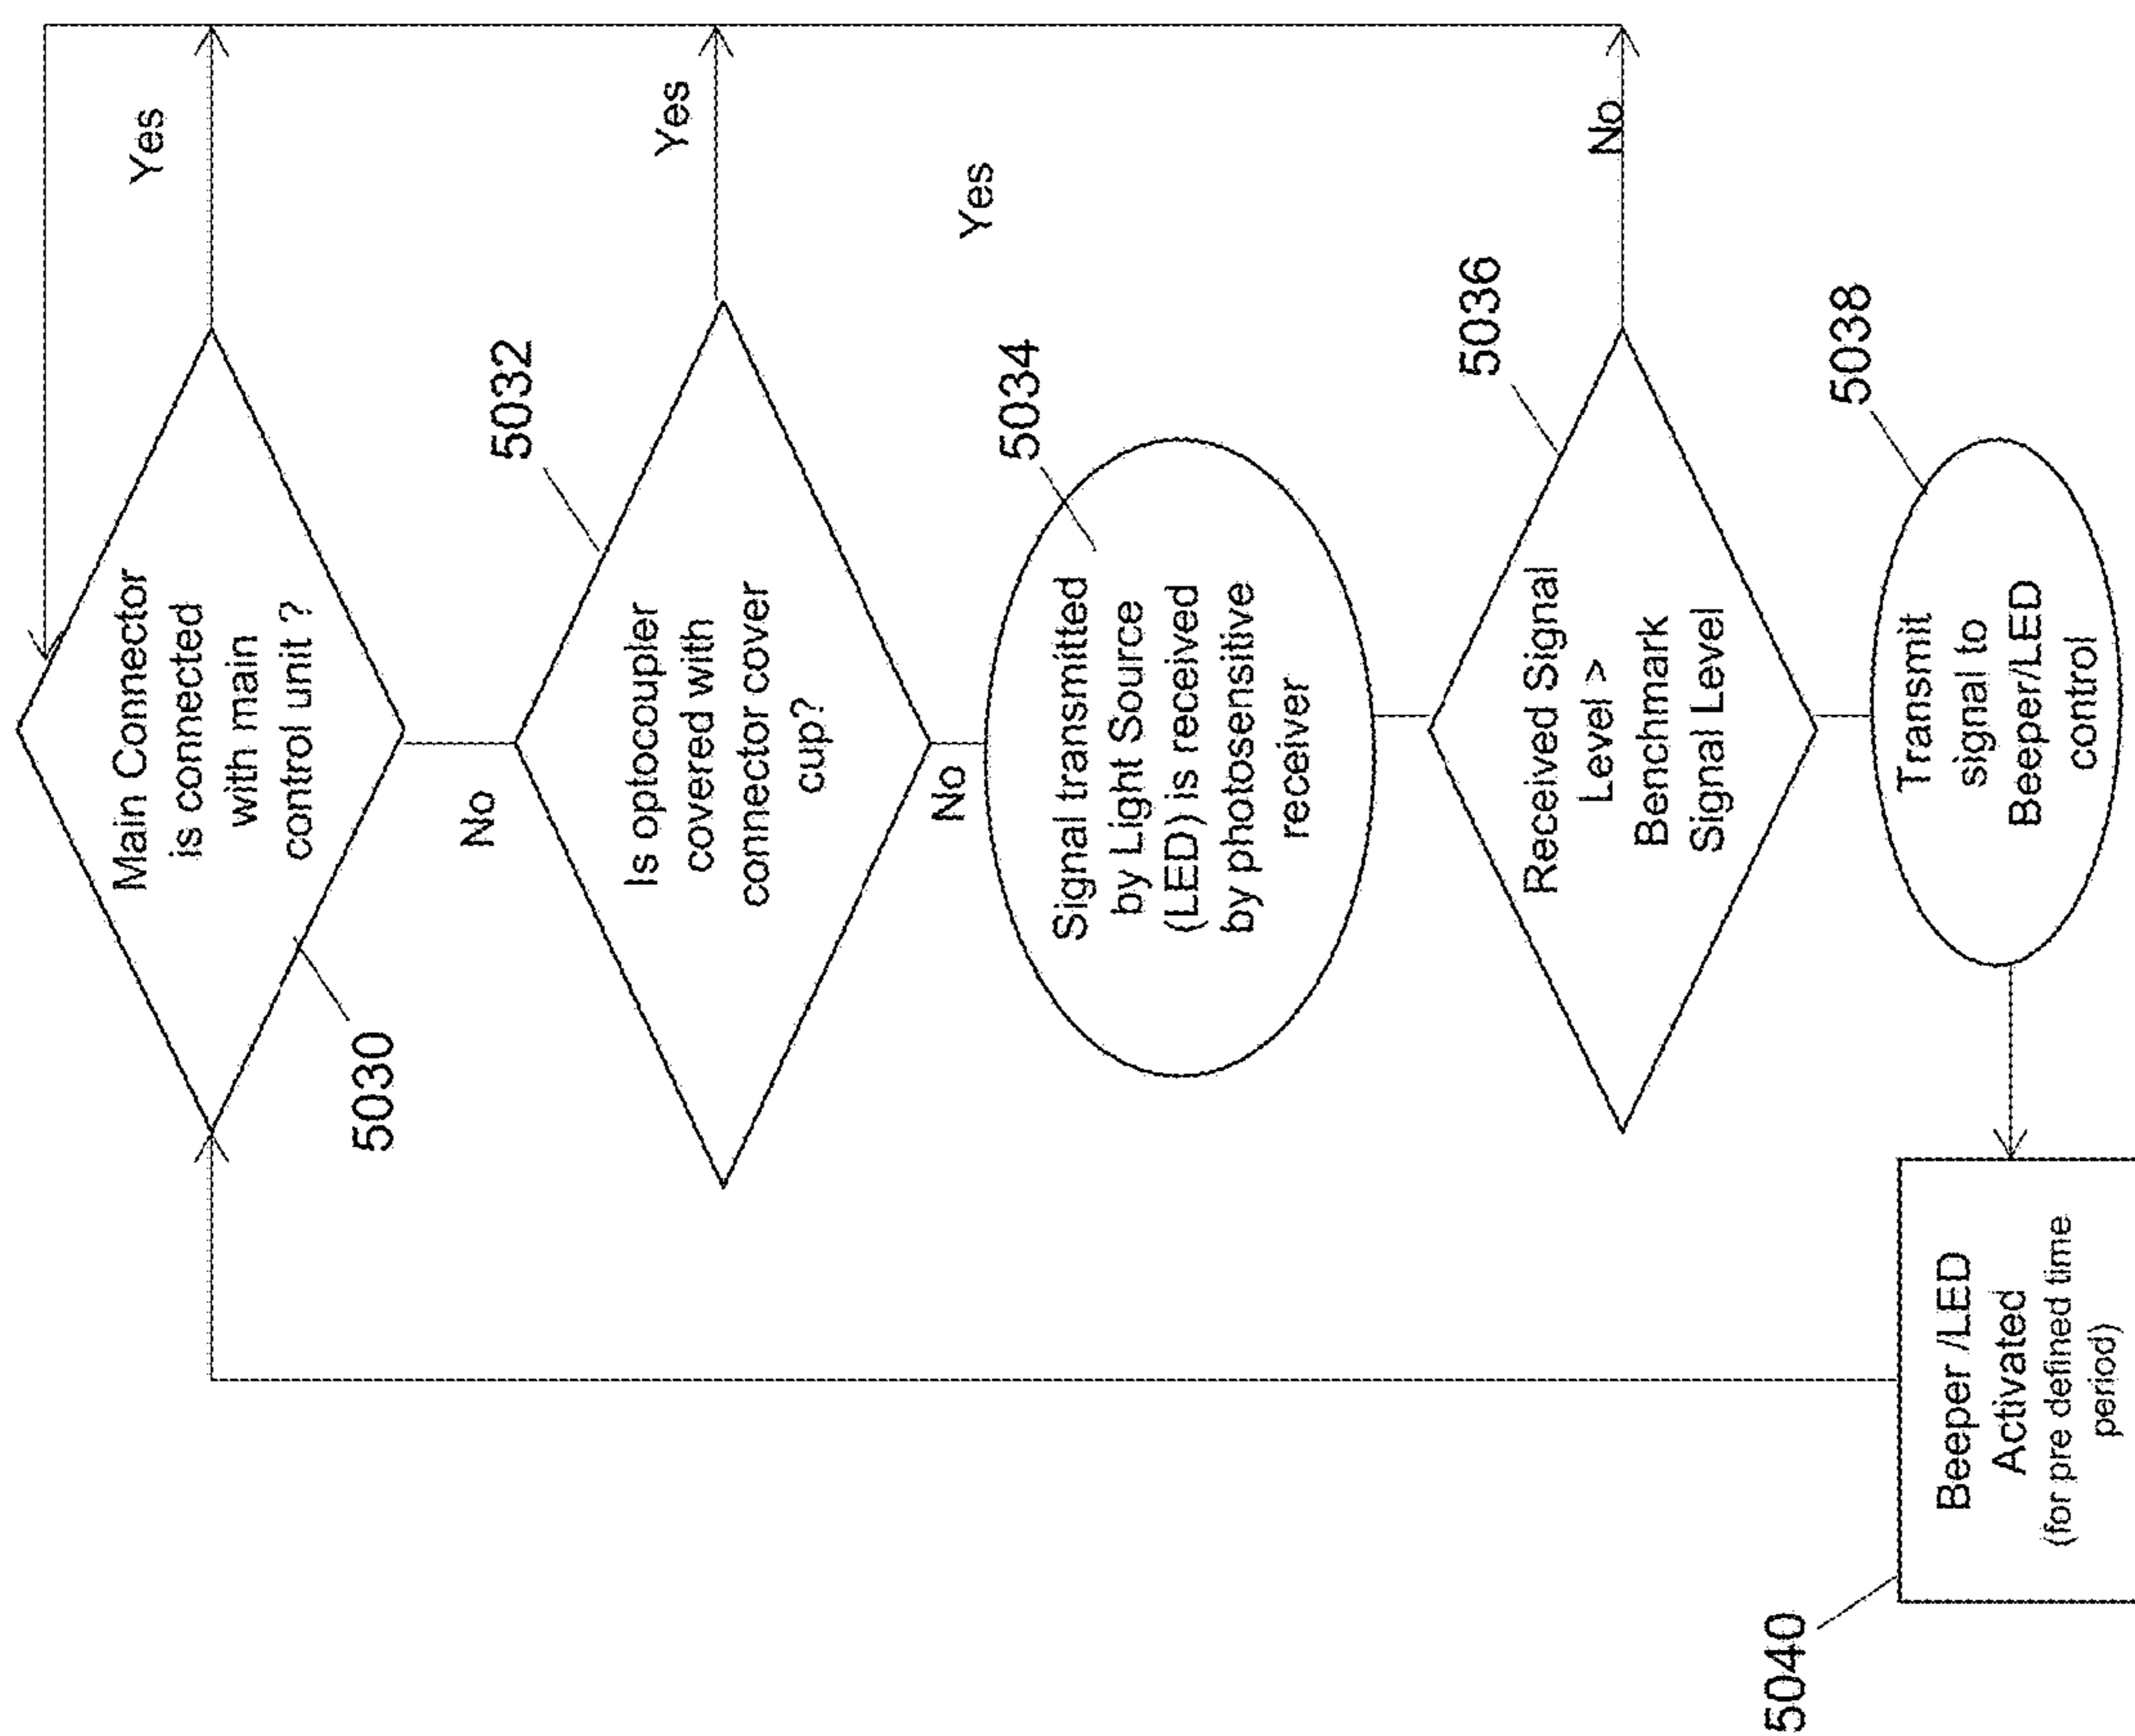 Main Connector
is connected
with main
control unit ?
Yes
5030
No
5032
Is optocoupler
covered with
connector cover
cup?
Yes
No
5034
Signal transmitted
by Light Source
(LED) is received
by photosensitive
receiver
Yes
5036
Received Signal
Level >
Benchmark
Signal Level
No
5038
Transmit
signal to
Beeper/LED
control
5040
Beeper /LED
Activated
(for pre defined time
period)